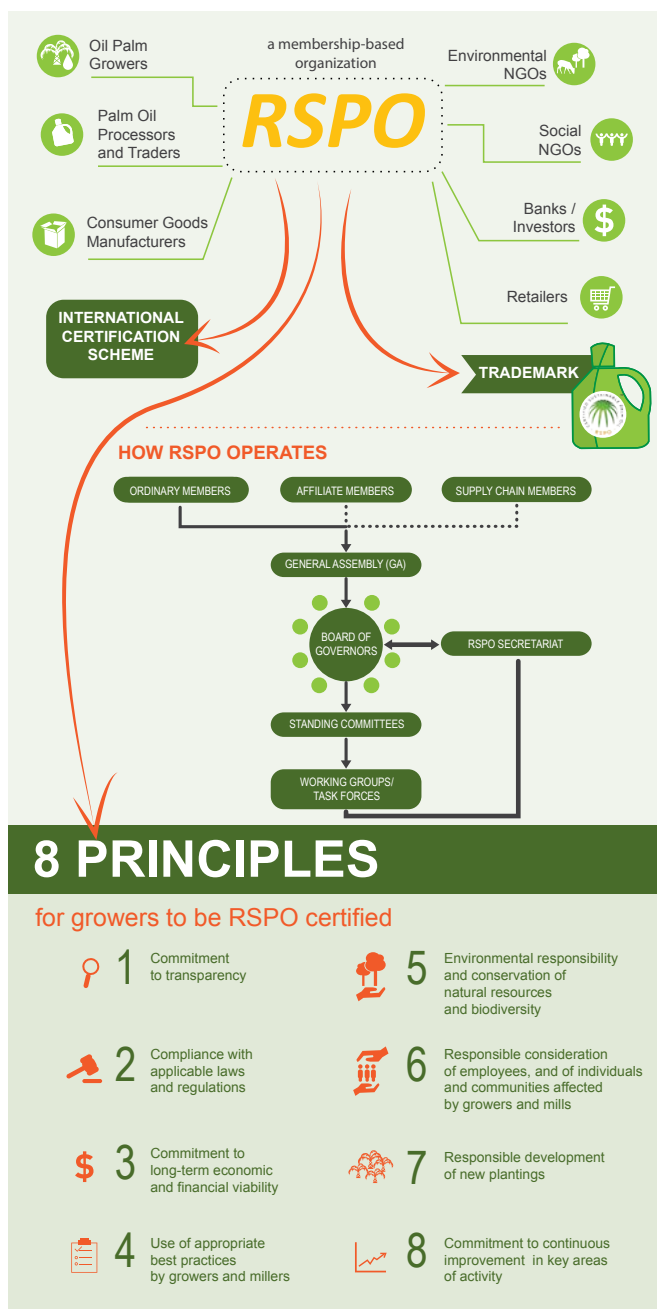 a membership-based
organization
RSPO
Oil Palm
Growers
Palm Oil
Processors
and Traders
Consumer Goods
Manufacturers
Environmental
NGOs
Social
NGOs
Banks /
Investors
$
Retailers
INTERNATIONAL
CERTIFICATION
SCHEME
TRADEMARK
CERTIFIED SUSTAINABLE PALM OIL
RSPO
HOW RSPO OPERATES
ORDINARY MEMBERS
AFFILIATE MEMBERS
SUPPLY CHAIN MEMBERS
GENERAL ASSEMBLY (GA)
BOARD OF
GOVERNORS
RSPO SECRETARIAT
STANDING COMMITTEES
WORKING GROUPS/
TASK FORCES
8 PRINCIPLES
for growers to be RSPO certified
1 Commitment
to transparency
2 Compliance with
applicable laws
and regulations
$
3 Commitment to
long-term economic
and financial viability
4 Use of appropriate
best practices
by growers and millers
5 Environmental responsibility
and conservation of
natural resources
and biodiversity
6 Responsible consideration
of employees, and of individuals
and communities affected
by growers and mills
7 Responsible development
of new plantings
8 Commitment to continuous
improvement in key areas
of activity